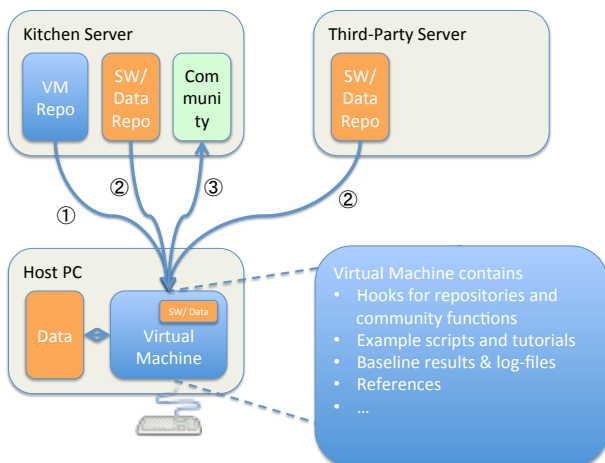 Kitchen Server
VM
Repo
SW/
Data
Repo
Com
muni
ty
Third-Party Server
SW/
Data
Repo
①
②
③
②
Host PC
Data
SW/ Data
Virtual
Machine
Virtual Machine contains
• Hooks for repositories and
community functions
• Example scripts and tutorials
• Baseline results & log-files
• References
• ...